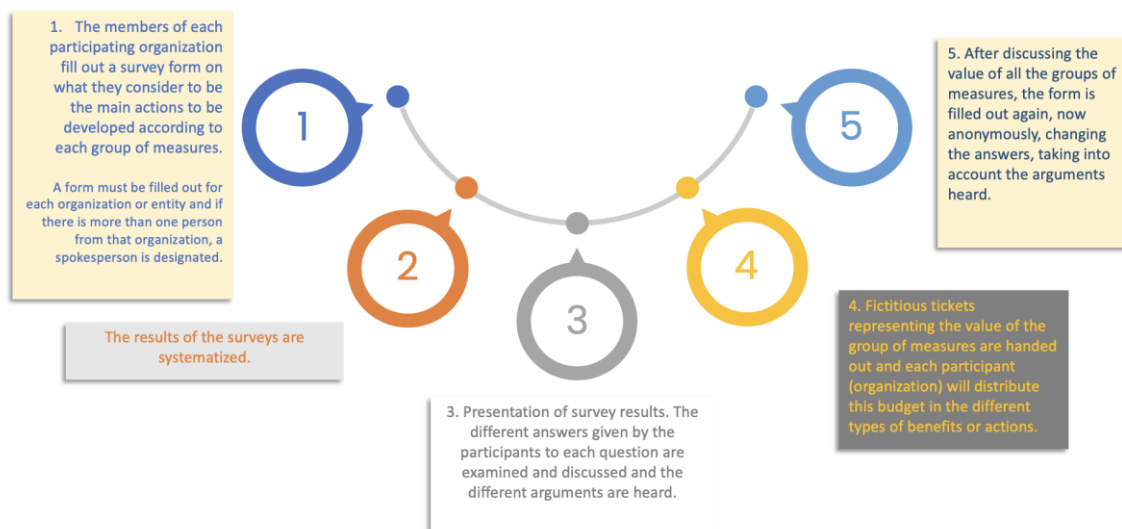 1. The members of each
participating organization
fill out a survey form on
what they consider to be
the main actions to be
developed according to
each group of measures.
A form must be filled out for
each organization or entity and if
there is more than one person
from that organization, a
spokesperson is designated.
1
2
The results of the surveys are
systematized.
3
3. Presentation of survey results. The
different answers given by the
participants to each question are
examined and discussed and the
different arguments are heard.
4
4. Fictitious tickets
representing the value of the
group of measures are handed
out and each participant
(organization) will distribute
this budget in the different
types of benefits or actions.
5
5. After discussing the
value of all the groups of
measures, the form is
filled out again, now
anonymously, changing
the answers, taking into
account the arguments
heard.